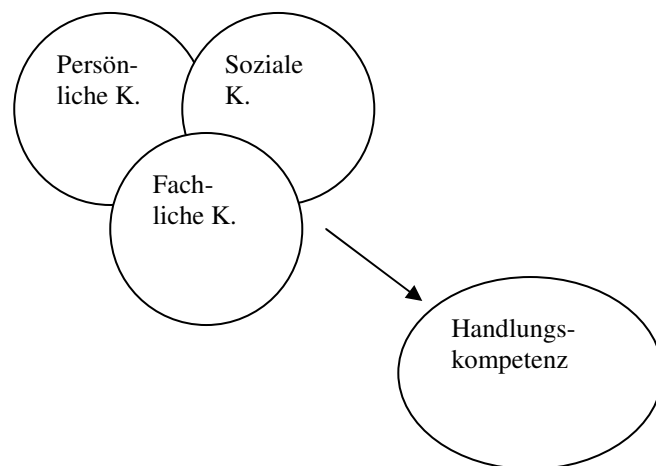 Persön-
liche K.
Soziale
K.
Fach-
liche K.
Handlungs-
kompetenz